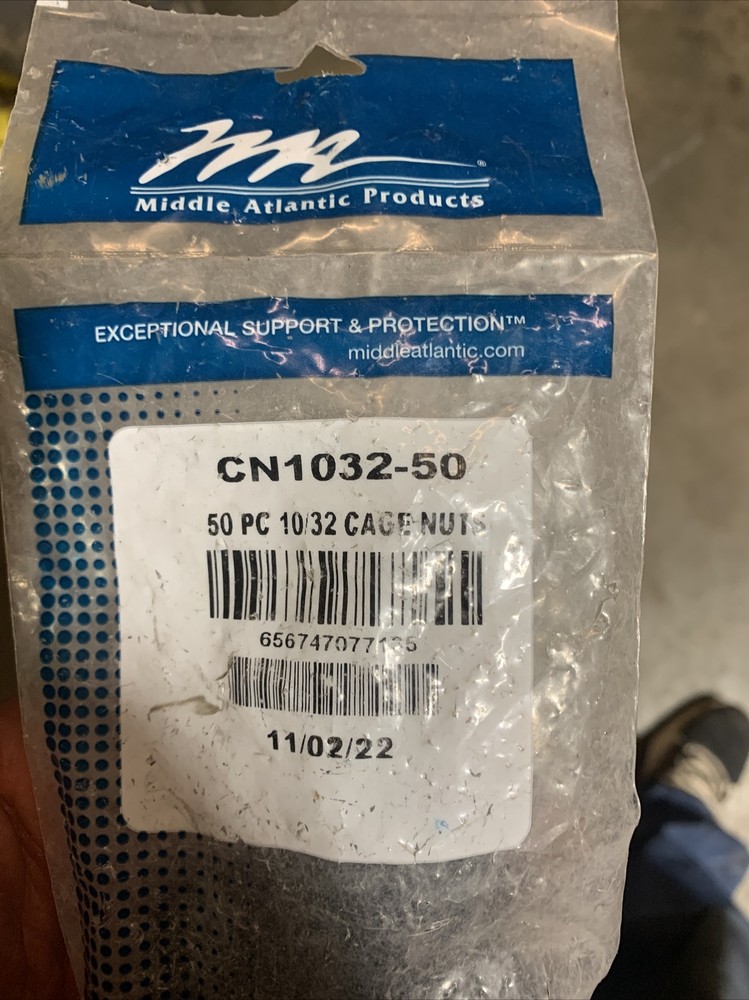 ®
Middle Atlantic Products
EXCEPTIONAL SUPPORT & PROTECTION™
middleatlantic.com
CN1032-50
50 PC 10/32 CAGE NUTS
11/02/22